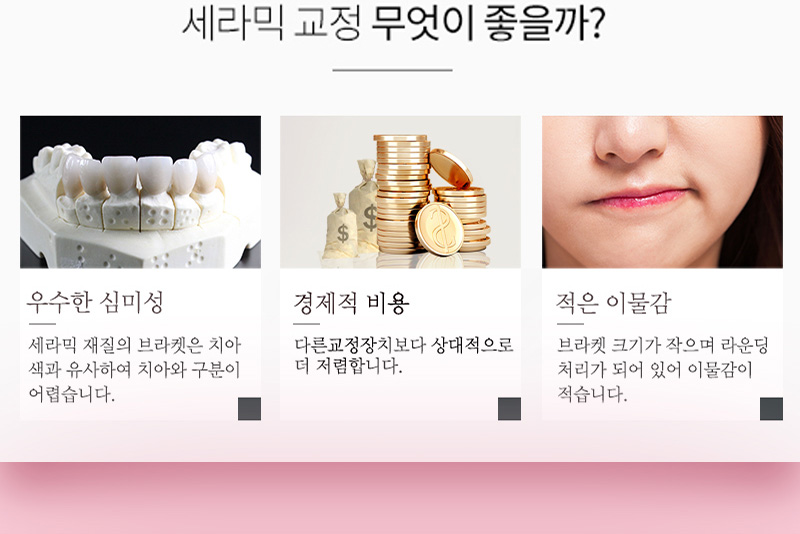 세라믹 교정 무엇이 좋을까?
우수한 심미성
세라믹 재질의 브라켓은 치아
색과 유사하여 치아와 구분이
어렵습니다.
경제적 비용
다른교정장치보다 상대적으로
더 저렴합니다.
적은 이물감
브라켓 크기가 작으며 라운딩
처리가 되어 있어 이물감이
적습니다.
$
$